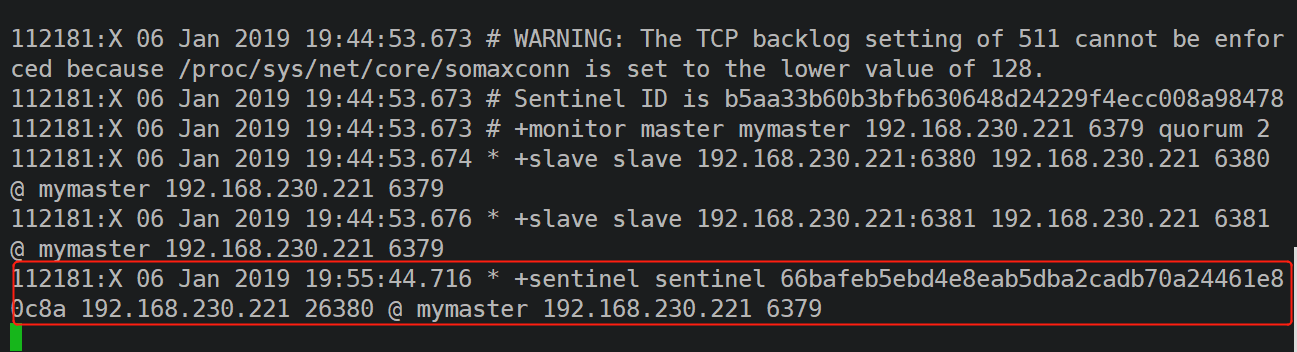 112181:X 06 Jan 2019 19:44:53.673 # WARNING: The TCP backlog setting of 511 cannot be enfor
ced because /proc/sys/net/core/somaxconn is set to the lower value of 128.
112181:X 06 Jan 2019 19:44:53.673 # Sentinel ID is b5aa33b60b3bfb630648d24229f4ecc008a98478
112181:X 06 Jan 2019 19:44:53.673 # +monitor master mymaster 192.168.230.221 6379 quorum 2
112181:X 06 Jan 2019 19:44:53.674 * +slave slave 192.168.230.221:6380 192.168.230.221 6380
@ mymaster 192.168.230.221 6379
112181:X 06 Jan 2019 19:44:53.676 * +slave slave 192.168.230.221:6381 192.168.230.221 6381
@ mymaster 192.168.230.221 6379
112181:X 06 Jan 2019 19:55:44.716 * +sentinel sentinel 66bafeb5ebd4e8eab5dba2cadb70a24461e8
0c8a 192.168.230.221 26380 @ mymaster 192.168.230.221 6379